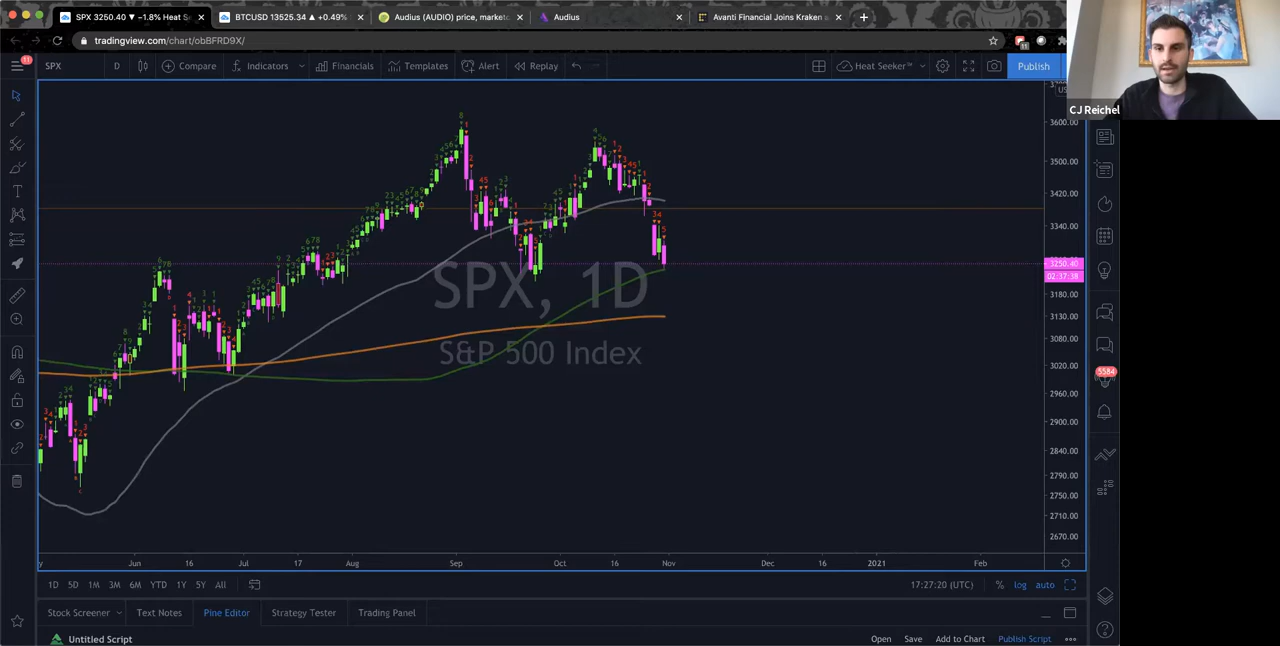 SPX 3250.40 ▼ −1.8% Heat S
BTCUSD 13525.34 ▲ +0.49%
Audius (AUDIO) price, market
Audius
Avanti Financial Joins Kraken a
tradingview.com/chart/obBFRD9X/
11
11
SPX
D
Compare
Indicators
Financials
Templates
Alert
Replay
Heat Seeker™
Publish
CJ Reichel
3600.00
3500.00
3420.00
3340.00
3250.40
02:37:38
3180.00
3130.00
3080.00
3020.00
2960.00
2900.00
2840.00
2790.00
2750.00
2710.00
2670.00
SPX, 1D
S&P 500 Index
5584
y
Jun
16
Jul
17
Aug
Sep
Oct
16
Nov
Dec
16
2021
Feb
1D 5D 1M 3M 6M YTD 1Y 5Y All
17:27:20 (UTC)
% log auto
Stock Screener
Text Notes
Pine Editor
Strategy Tester
Trading Panel
Untitled Script
Open Save Add to Chart Publish Script